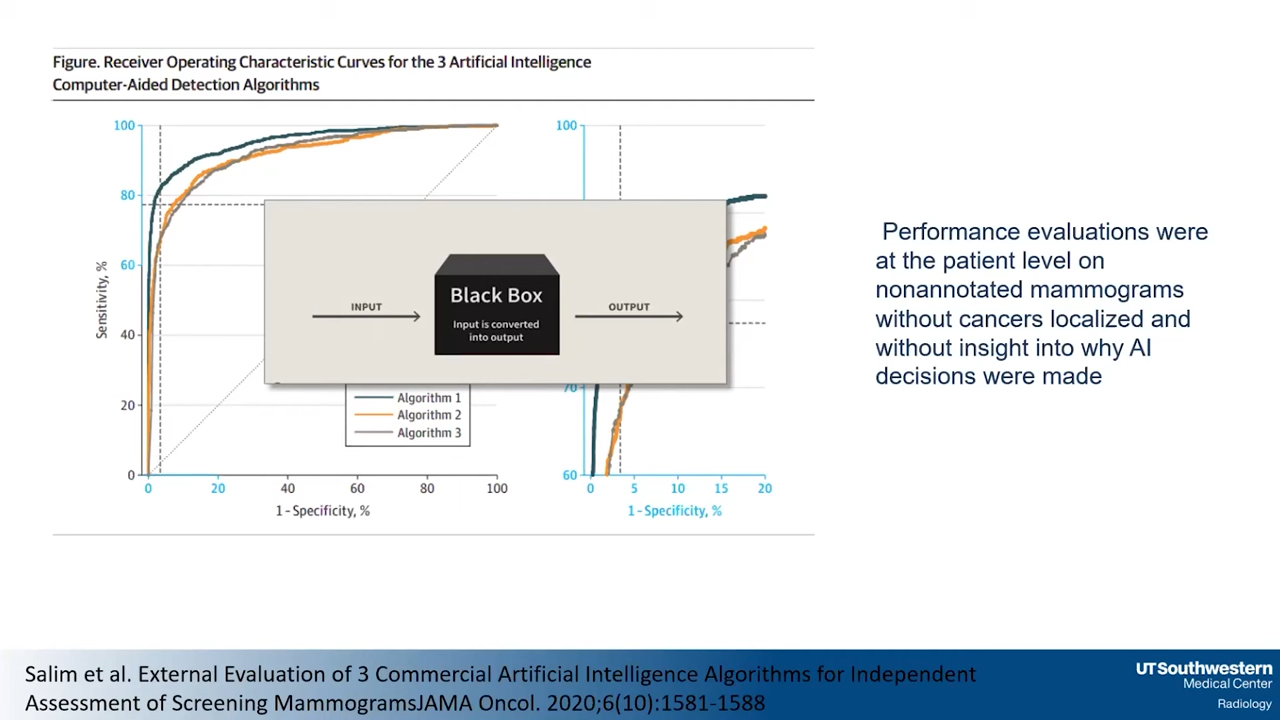 Figure. Receiver Operating Characteristic Curves for the 3 Artificial Intelligence
Computer-Aided Detection Algorithms
100
80
60
40
20
0
Sensitivity, %
0 20 40 60 80 100
1 - Specificity, %
Algorithm 1
Algorithm 2
Algorithm 3
INPUT
Black Box
Input is converted
into output
OUTPUT
100
70
60
0 5 10 15 20
1 - Specificity, %
Performance evaluations were
at the patient level on
nonannotated mammograms
without cancers localized and
without insight into why AI
decisions were made
Salim et al. External Evaluation of 3 Commercial Artificial Intelligence Algorithms for Independent
Assessment of Screening MammogramsJAMA Oncol. 2020;6(10):1581-1588
UTSouthwestern
Medical Center
Radiology